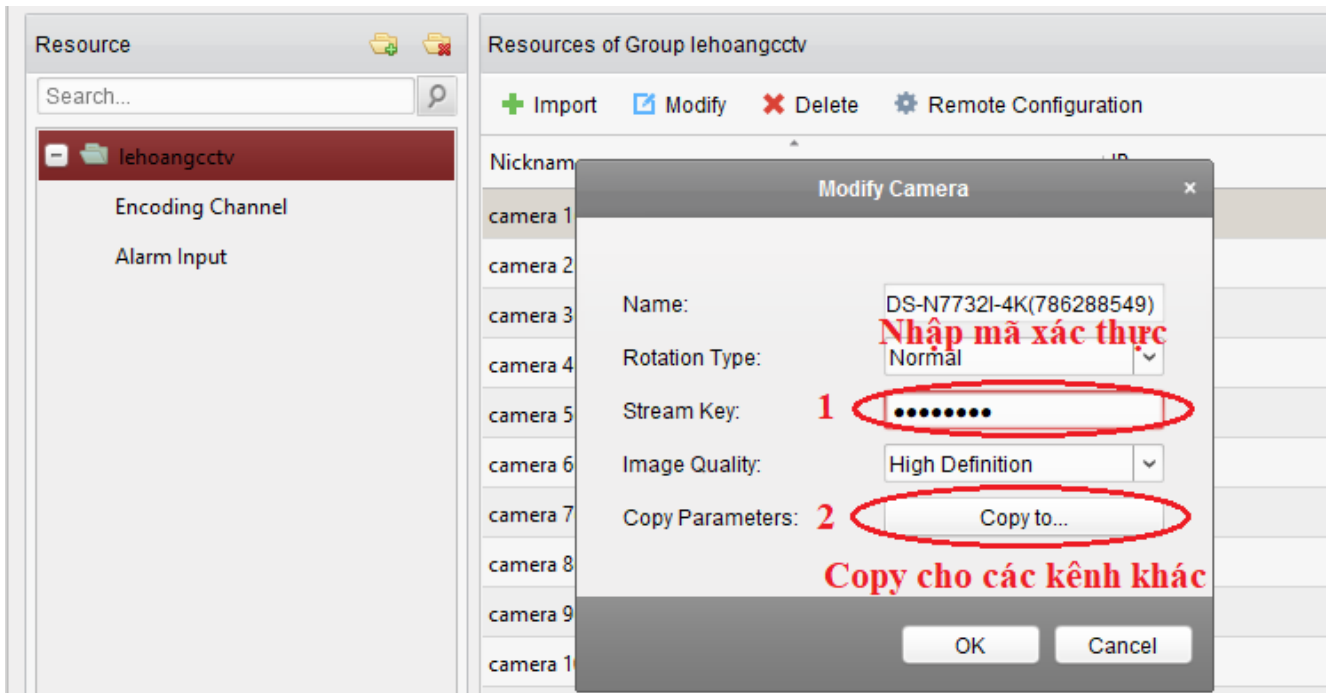 Resource
Resources of Group lehoangcctv
Search...
Import Modify Delete Remote Configuration
lehoangcctv
Encoding Channel
Alarm Input
camera 1
camera 2
camera 3
camera 4
camera 5
camera 6
camera 7
camera 8
camera 9
Modify Camera
Name: DS-N7732I-4K(786288549)
Nhập mã xác thực
Rotation Type: Normal
Stream Key: 1 ••••••••
Image Quality: High Definition
Copy Parameters: 2 Copy to...
Copy cho các kênh khác
OK Cancel